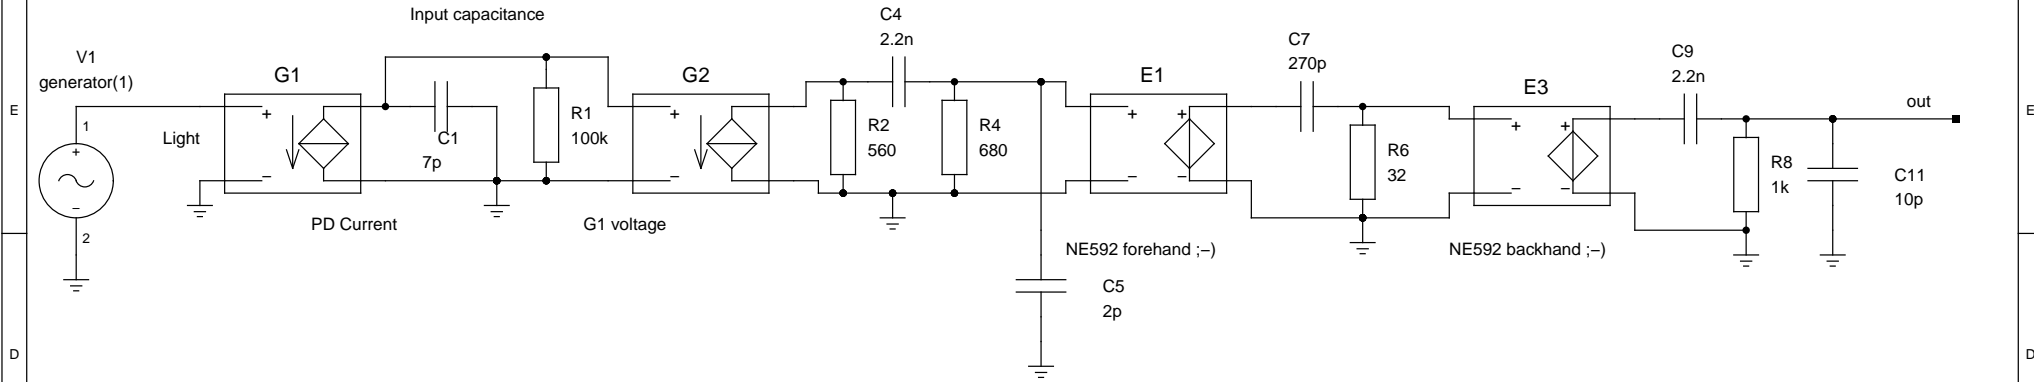 Input capacitance
V1
generator(1)
1
2
Light
G1
PD Current
C1
7p
R1
100k
G2
G1 voltage
C4
2.2n
R2
560
R4
680
C5
2p
E1
NE592 forehand ;−)
C7
270p
R6
32
E3
NE592 backhand ;−)
C9
2.2n
R8
1k
C11
10p
out
E
E
D
D